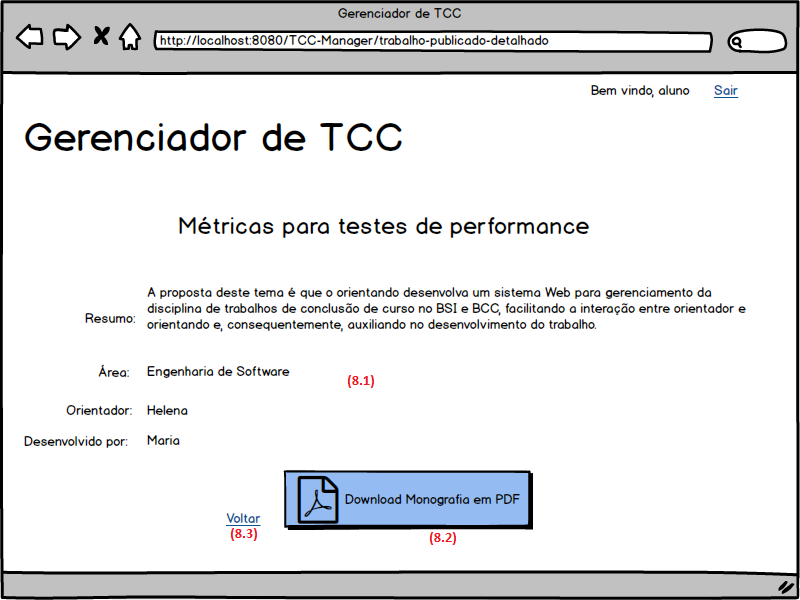 Gerenciador de TCC
http://localhost:8080/TCC-Manager/trabalho-publicado-detalhado
Bem vindo, aluno Sair
Gerenciador de TCC
Métricas para testes de performance
A proposta deste tema é que o orientando desenvolva um sistema Web para gerenciamento da
disciplina de trabalhos de conclusão de curso no BSI e BCC, facilitando a interação entre orientador e
Resumo: orientando e, consequentemente, auxiliando no desenvolvimento do trabalho.
Área: Engenharia de Software
(8.1)
Orientador: Helena
Desenvolvido por: Maria
Download Monografia em PDF
Voltar
(8.3)
(8.2)